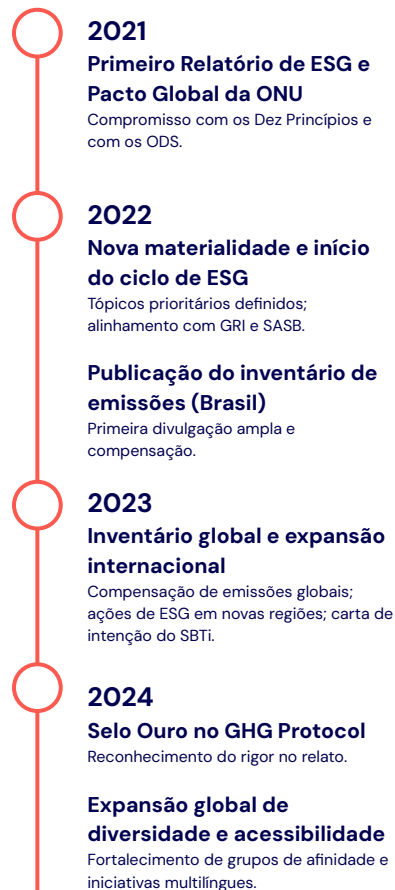 2021
Primeiro Relatório de ESG e
Pacto Global da ONU
Compromisso com os Dez Princípios e
com os ODS.
2022
Nova materialidade e início
do ciclo de ESG
Tópicos prioritários definidos;
alinhamento com GRI e SASB.
Publicação do inventário de
emissões (Brasil)
Primeira divulgação ampla e
compensação.
2023
Inventário global e expansão
internacional
Compensação de emissões globais;
ações de ESG em novas regiões; carta de
intenção do SBTi.
2024
Selo Ouro no GHG Protocol
Reconhecimento do rigor no relato.
Expansão global de
diversidade e acessibilidade
Fortalecimento de grupos de afinidade e
iniciativas multilíngues.